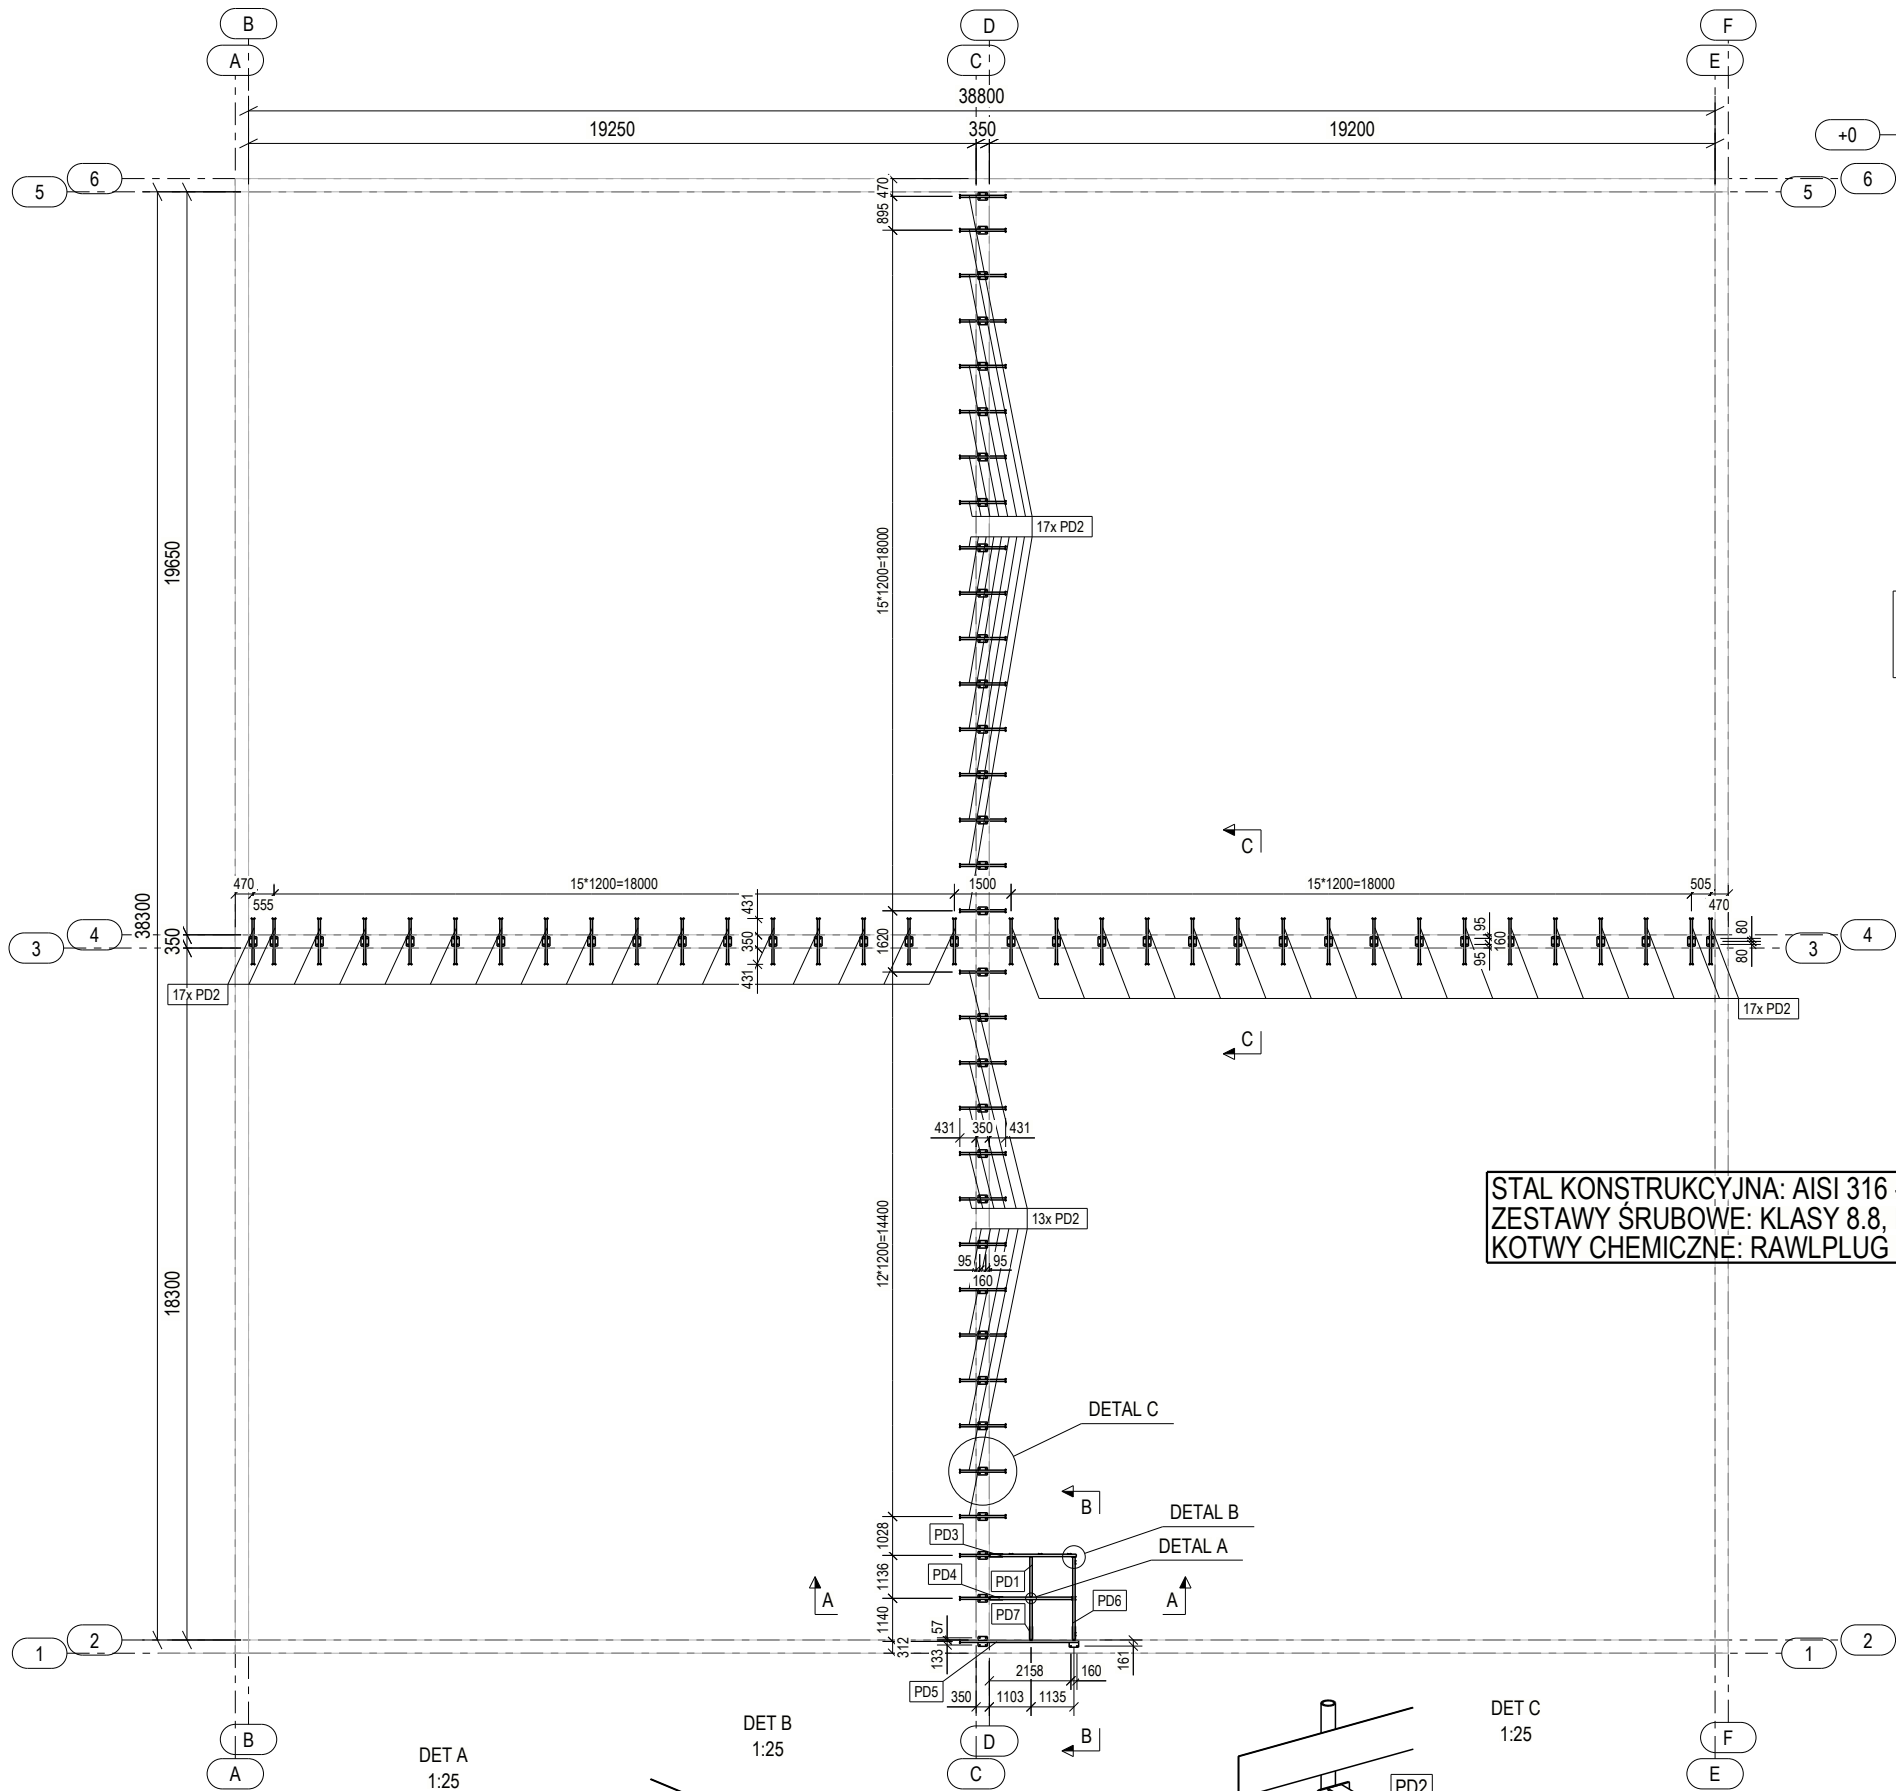 B
D
F
A
C
E
38800
19250
350
19200
+0
6
5
6
5
470
895
19650
17x PD2
15*1200=18000
C
470
15*1200=18000
1500
15*1200=18000
505
555
470
431
350
431
1620
95
160
95
80
80
38300
350
4
3
4
3
17x PD2
17x PD2
C
431
350
431
STAL KONSTRUKCYJNA: AISI 316
ZESTAWY ŚRUBOWE: KLASY 8.8,
KOTWY CHEMICZNE: RAWLPLUG
13x PD2
95
95
160
12*1200=14400
18300
DETAL C
B
DETAL B
DETAL A
1028
PD3
1136
PD4
PD1
A
A
PD6
PD7
1140
57
312
133
161
2
1
2
1
2158
160
PD5
350
1103
1135
B
B
D
F
A
C
E
DET A
1:25
DET B
1:25
DET C
1:25
PD2